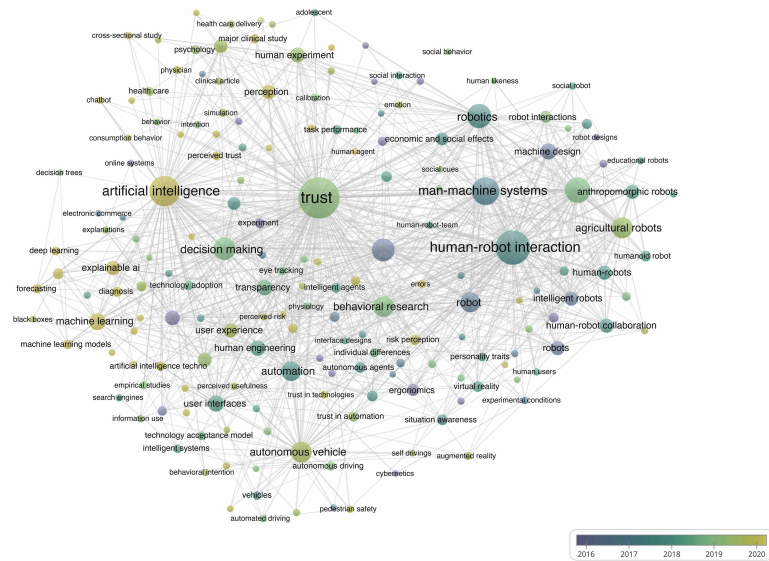 adolescent
health care delivery
cross-sectional study
major clinical study
psychology
human experiment
social behavior
physician
social interaction
clinical article
human likeness
social robot
health care
perception
chatbot
calibration
emotion
simulation
robotics
robot interactions
behavior
intention
task performance
consumption behavior
economic and social effects
robot designs
perceived trust
human agent
machine design
online systems
educational robots
decision trees
social cues
artificial intelligence
trust
man-machine systems
anthropomorphic robots
electronic commerce
experiment
human-robot-team
explanations
agricultural robots
deep learning
decision making
human-robot interaction
humanoid robot
explainable ai
eye tracking
human-robots
forecasting
diagnosis
technology adoption
transparency
intelligent agents
errors
physiology
behavioral research
robot
intelligent robots
black boxes
machine learning
perceived risk
user experience
human-robot collaboration
machine learning models
human engineering
interface designs
risk perception
individual differences
robots
personality traits
artificial intelligence techno
automation
autonomous agents
human users
empirical studies
perceived usefulness
virtual reality
search engines
trust in technologies
ergonomics
user interfaces
experimental conditions
information use
trust in automation
situation awareness
technology acceptance model
intelligent systems
autonomous vehicle
self drivings
augmented reality
behavioral intention
autonomous driving
cybernetics
vehicles
pedestrian safety
automated driving
2016 2017 2018 2019 2020